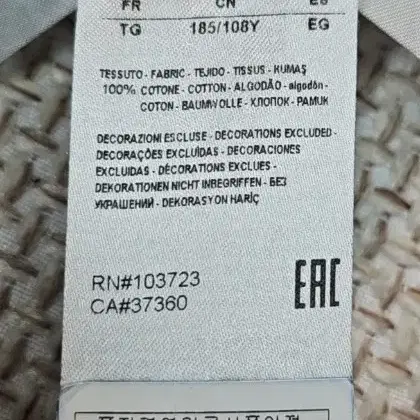 FR CN ES
TG 185/108Y EG
TESSUTO - FABRIC - TEJIDO - TISSUS - KUMAŞ
100% COTONE - COTTON - ALGODÃO - algodón -
COTON - BAUMWOLLE - ХЛОПОК - PAMUK
DECORAZIONI ESCLUSE - DECORATIONS EXCLUDED -
DECORAÇÕES EXCLUÍDAS - DECORACIONES
EXCLUIDAS - DÉCORATIONS EXCLUES -
DEKORATIONEN NICHT INBEGRIFFEN - БЕЗ
УКРАШЕНИЙ - DEKORASYON HARİÇ
RN#103723
CA#37360
EAC